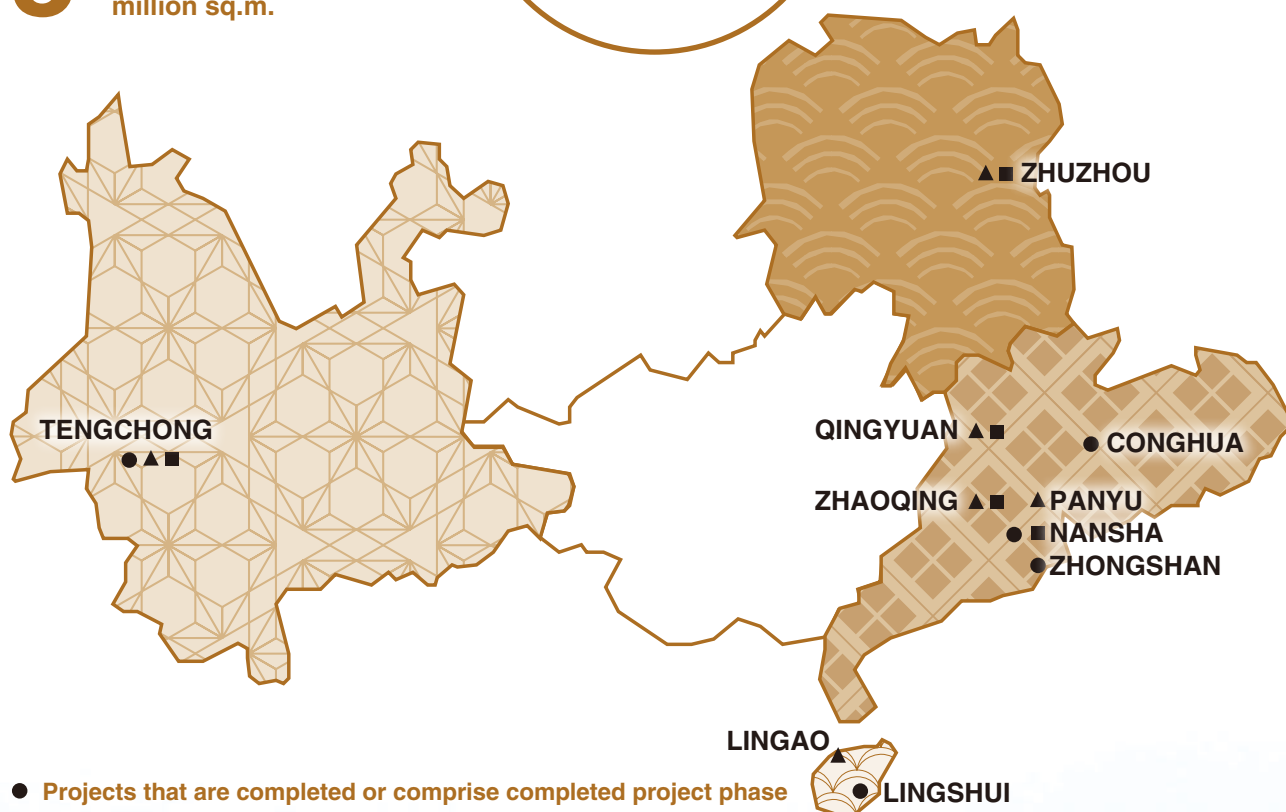 million sq.m.
ZHUZHOU
TENGCHONG
QINGYUAN
CONGHUA
ZHAOQING
PANYU
NANSHA
ZHONGSHAN
LINGAO
LINGSHUI
Projects that are completed or comprise completed project phase